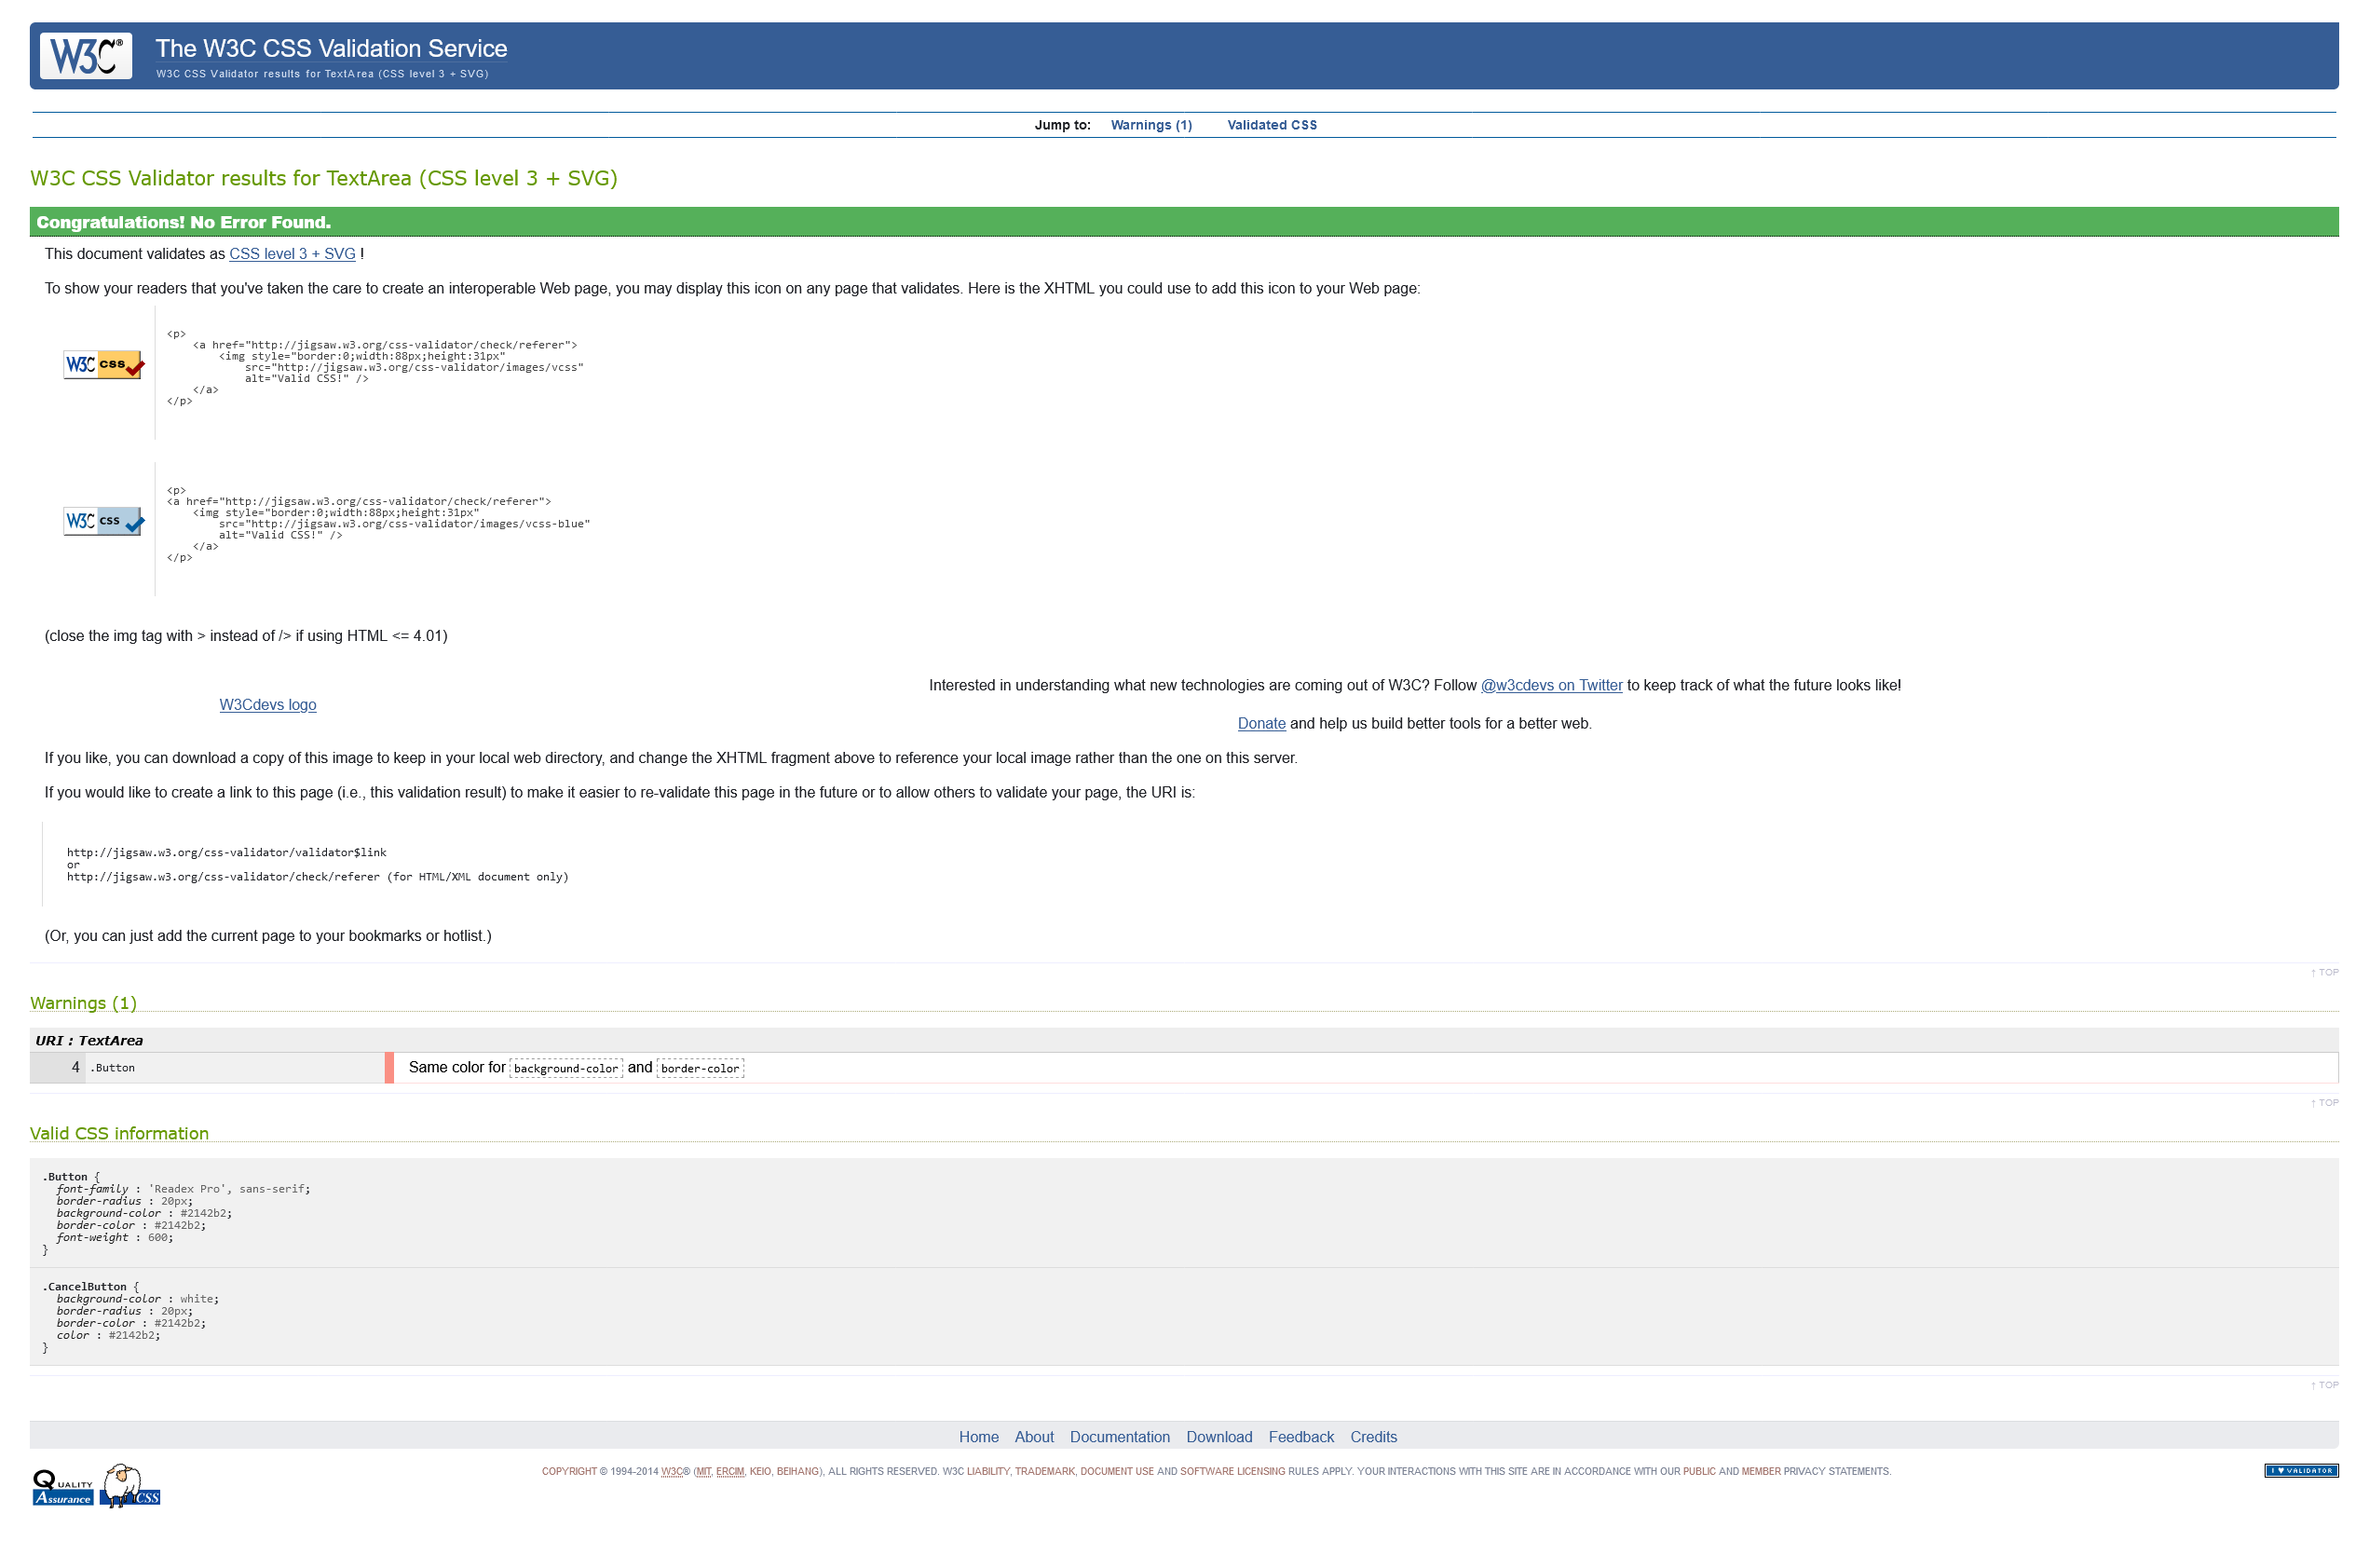 W3C®
The W3C CSS Validation Service
W3C CSS Validator results for TextArea (CSS level 3 + SVG)
Jump to: Warnings (1) Validated CSS
W3C CSS Validator results for TextArea (CSS level 3 + SVG)
Congratulations! No Error Found.
This document validates as CSS level 3 + SVG !
To show your readers that you've taken the care to create an interoperable Web page, you may display this icon on any page that validates. Here is the XHTML you could use to add this icon to your Web page:
W3C css
<p>
    <a href="http://jigsaw.w3.org/css-validator/check/referer">
        <img style="border:0;width:88px;height:31px"
            src="http://jigsaw.w3.org/css-validator/images/vcss"
            alt="Valid CSS!" />
    </a>
</p>
W3C css
<p>
<a href="http://jigsaw.w3.org/css-validator/check/referer">
    <img style="border:0;width:88px;height:31px"
        src="http://jigsaw.w3.org/css-validator/images/vcss-blue"
        alt="Valid CSS!" />
    </a>
</p>
(close the img tag with > instead of /> if using HTML <= 4.01)
Interested in understanding what new technologies are coming out of W3C? Follow @w3cdevs on Twitter to keep track of what the future looks like!
W3Cdevs logo
Donate and help us build better tools for a better web.
If you like, you can download a copy of this image to keep in your local web directory, and change the XHTML fragment above to reference your local image rather than the one on this server.
If you would like to create a link to this page (i.e., this validation result) to make it easier to re-validate this page in the future or to allow others to validate your page, the URI is:
http://jigsaw.w3.org/css-validator/validator$link
or
http://jigsaw.w3.org/css-validator/check/referer (for HTML/XML document only)
(Or, you can just add the current page to your bookmarks or hotlist.)
↑ TOP
Warnings (1)
URI : TextArea
4 .Button Same color for background-color and border-color
↑ TOP
Valid CSS information
.Button {
font-family : 'Readex Pro', sans-serif;
border-radius : 20px;
background-color : #2142b2;
border-color : #2142b2;
font-weight : 600;
}
.CancelButton {
background-color : white;
border-radius : 20px;
border-color : #2142b2;
color : #2142b2;
}
↑ TOP
Home About Documentation Download Feedback Credits
QUALITY
Assurance
CSS
COPYRIGHT © 1994-2014 W3C® (MIT, ERCIM, KEIO, BEIHANG), ALL RIGHTS RESERVED. W3C LIABILITY, TRADEMARK, DOCUMENT USE AND SOFTWARE LICENSING RULES APPLY. YOUR INTERACTIONS WITH THIS SITE ARE IN ACCORDANCE WITH OUR PUBLIC AND MEMBER PRIVACY STATEMENTS.
I ♥ VALIDATOR